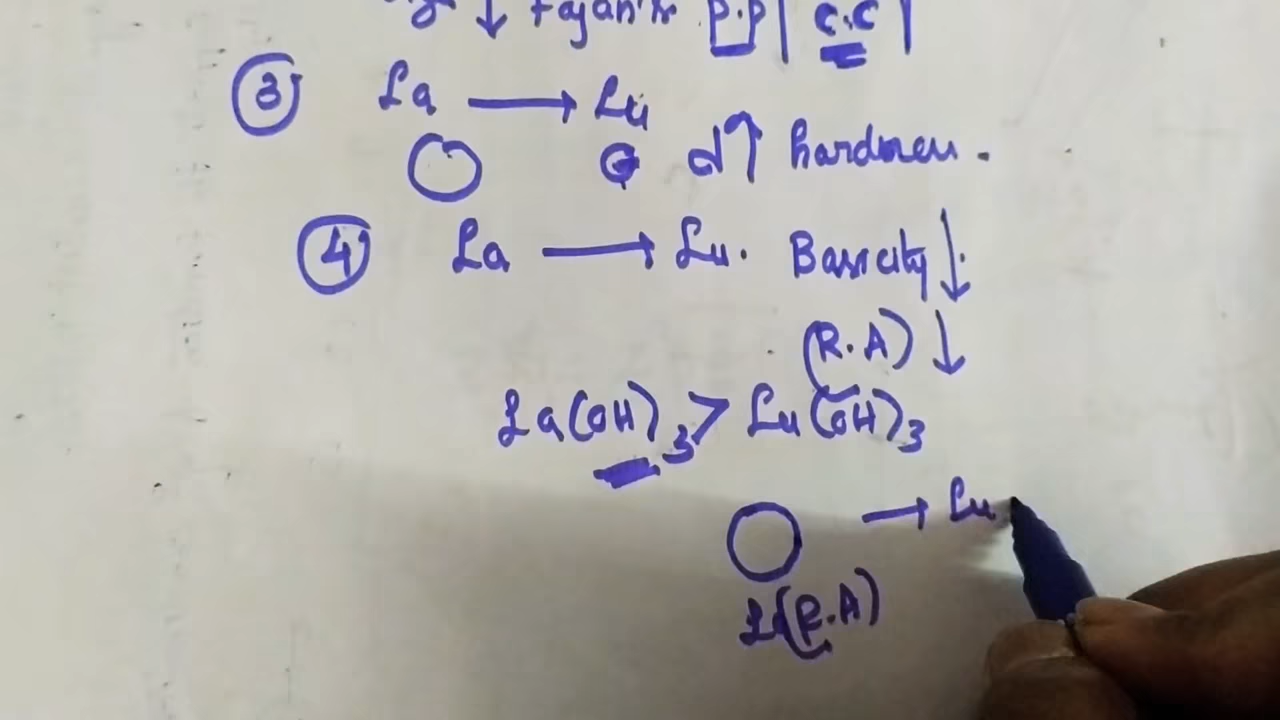 ↓ Fajan's P.P | C.C |
③ La → Lu
d↑ hardness.
④ La → Lu. Basicity ↓
(R.A) ↓
La(OH)3 > Lu(OH)3
→ Lu
(R.A)